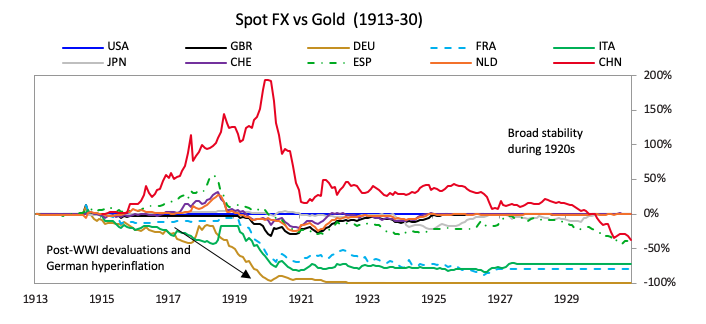 Spot FX vs Gold (1913-30)
USA GBR DEU FRA ITA
JPN CHE ESP NLD CHN
200%
150%
100%
Broad stability
during 1920s
50%
0%
Post-WWI devaluations and
German hyperinflation
-50%
-100%
1913 1915 1917 1919 1921 1923 1925 1927 1929